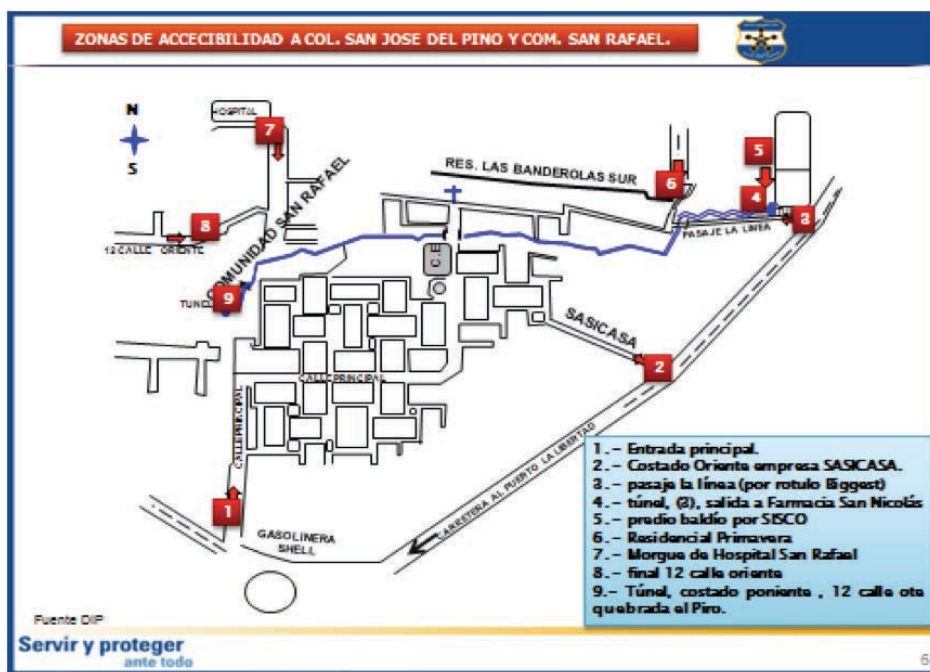 ZONAS DE ACCECIBILIDAD A COL. SAN JOSE DEL PINO Y COM. SAN RAFAEL.
N
S
HOSPITAL
7
8
12 CALLE ORIENTE
COMUNIDAD SAN RAFAEL
TUNEL
9
RES. LAS BANDEROLAS SUR
6
5
4
3
PASAJE LA LINEA
C.E
SASICASA
2
CALLE PRINCIPAL
CALLE PRINCIPAL
1
GASOLINERA
SHELL
CARRETERA AL PUERTO LA LIBERTAD
1.- Entrada principal.
2.- Costado Oriente empresa SASICASA.
3.- pasaje la línea (por rotulo Biggest)
4.- túnel, (3), salida a Farmacia San Nicolás
5.- predio baldío por SISCO
6.- Residencial Primavera
7.- Morgue de Hospital San Rafael
8.- final 12 calle oriente
9.- Túnel, costado poniente , 12 calle ote
quebrada el Piro.
Fuente DIP
Servir y proteger
ante todo
6